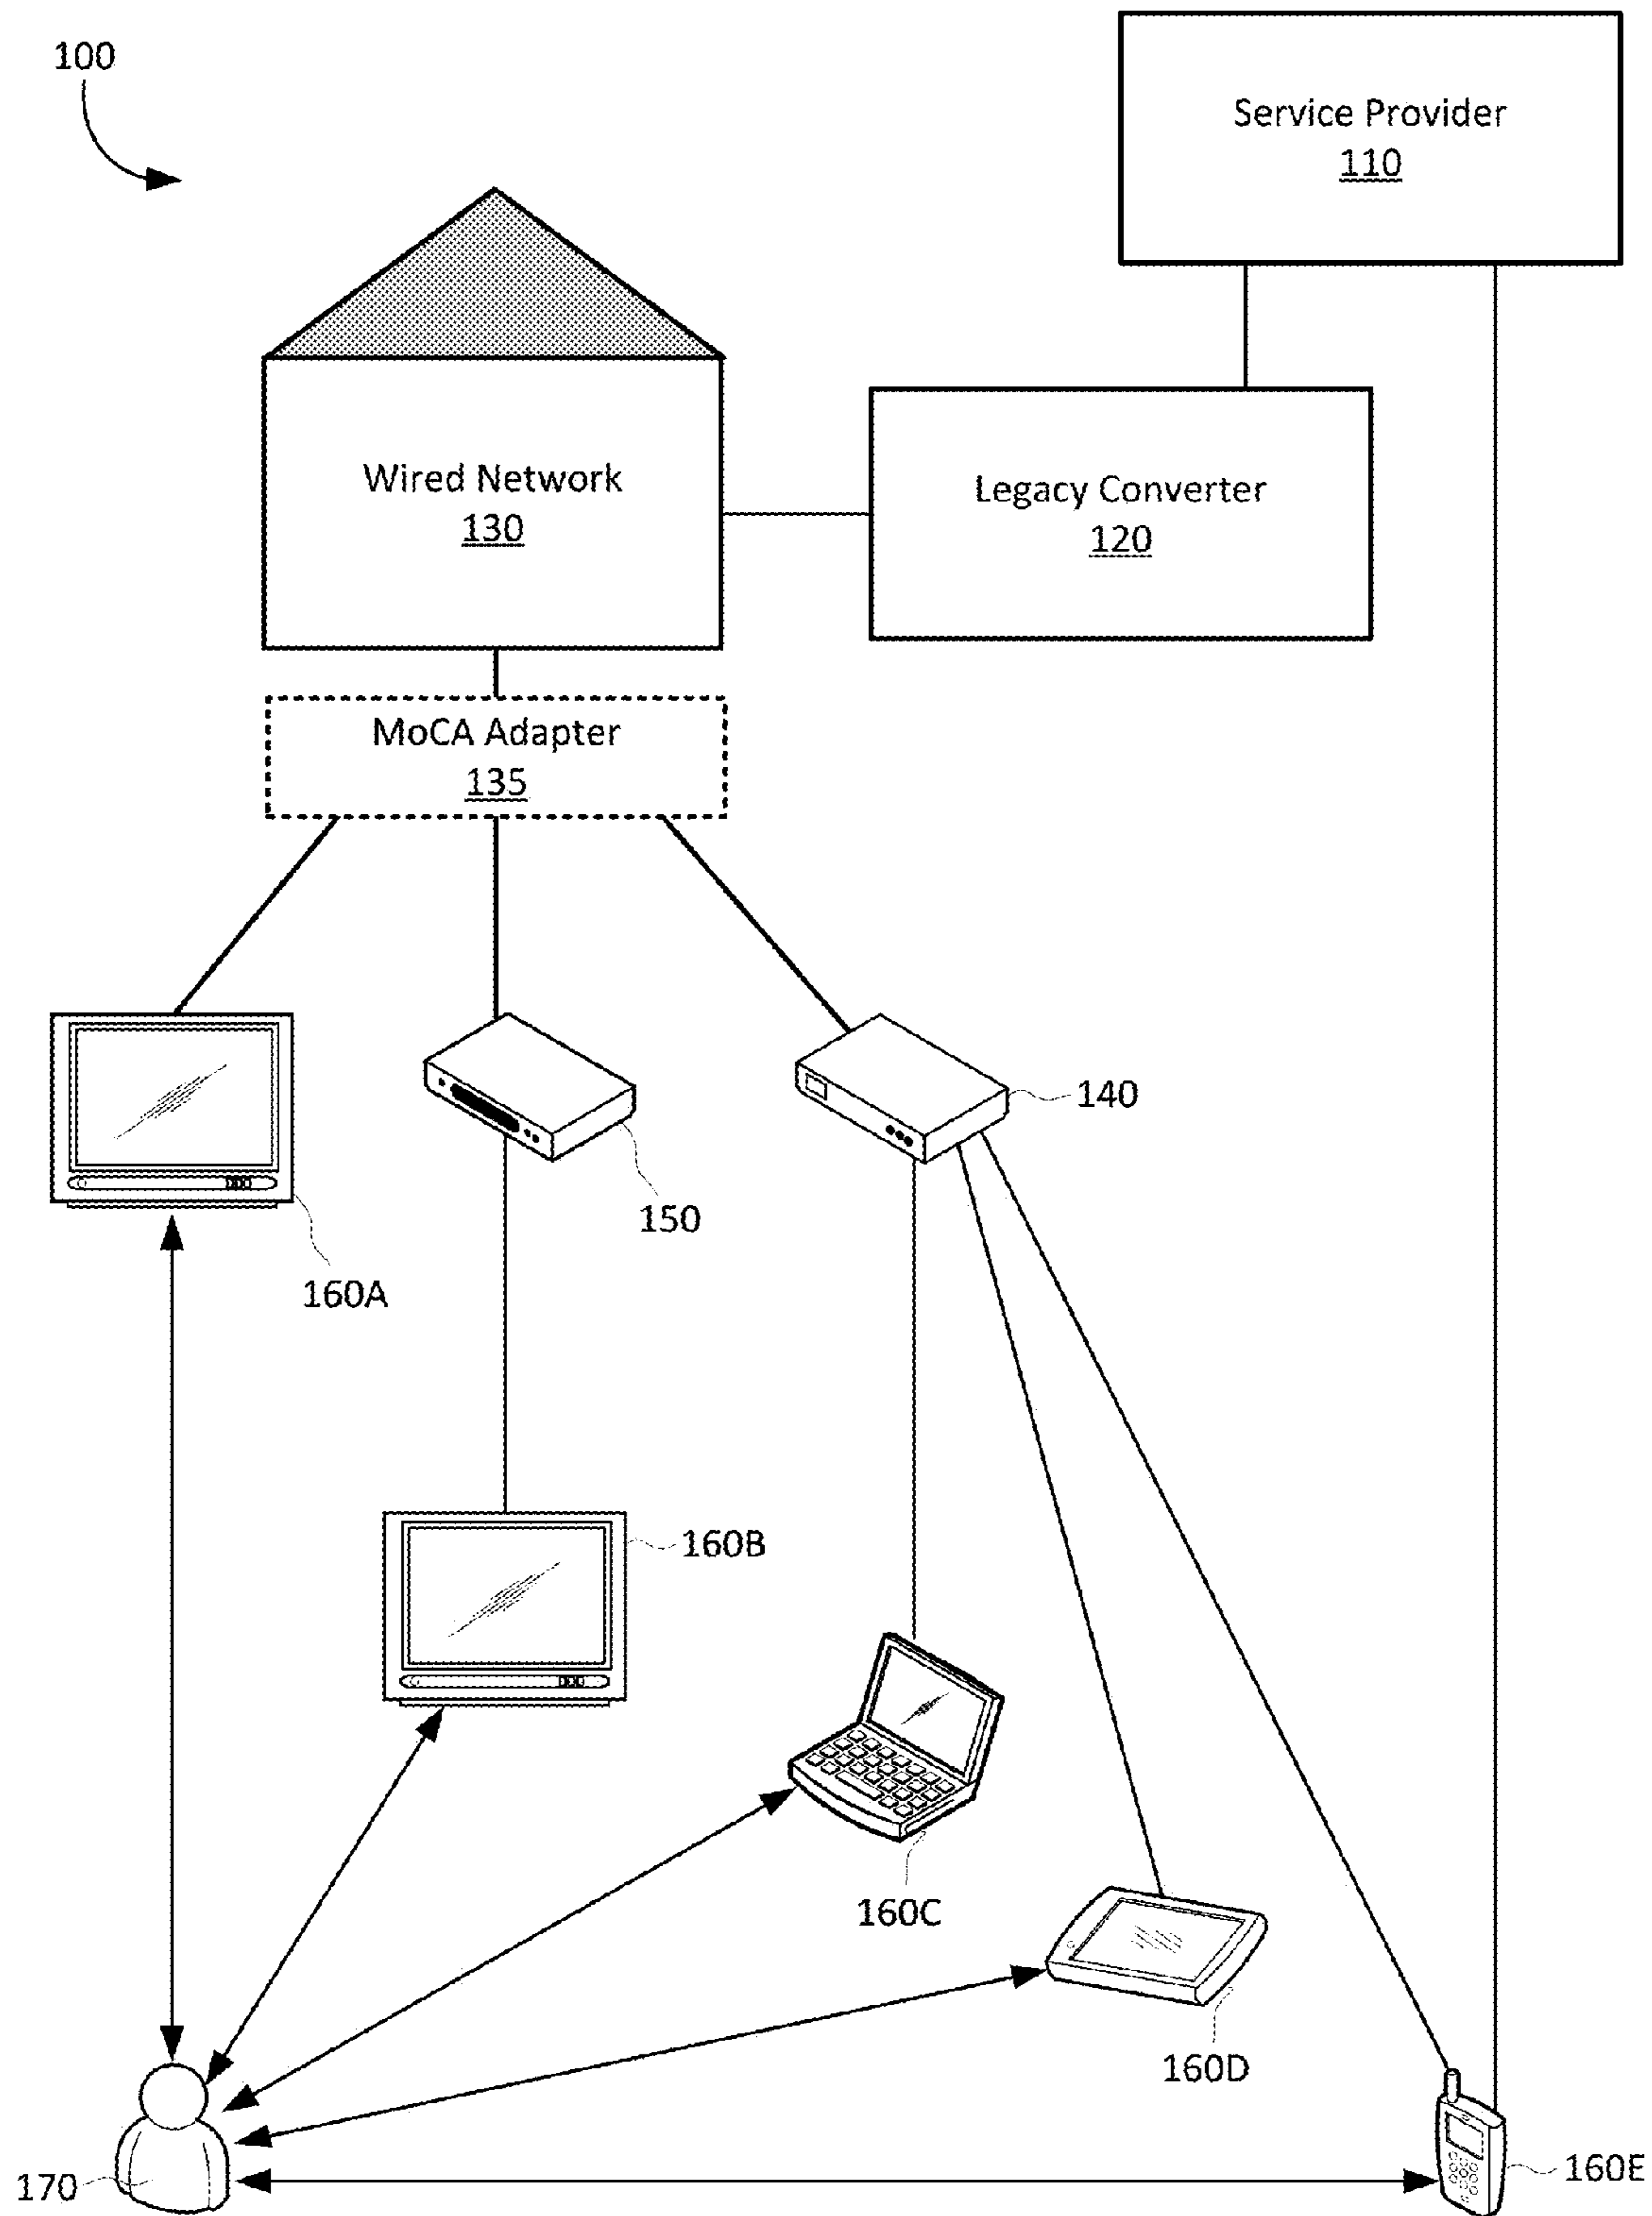 100
Service Provider
110
Wired Network
130
Legacy Converter
120
MoCA Adapter
135
140
150
160A
160B
160C
160D
170
160E